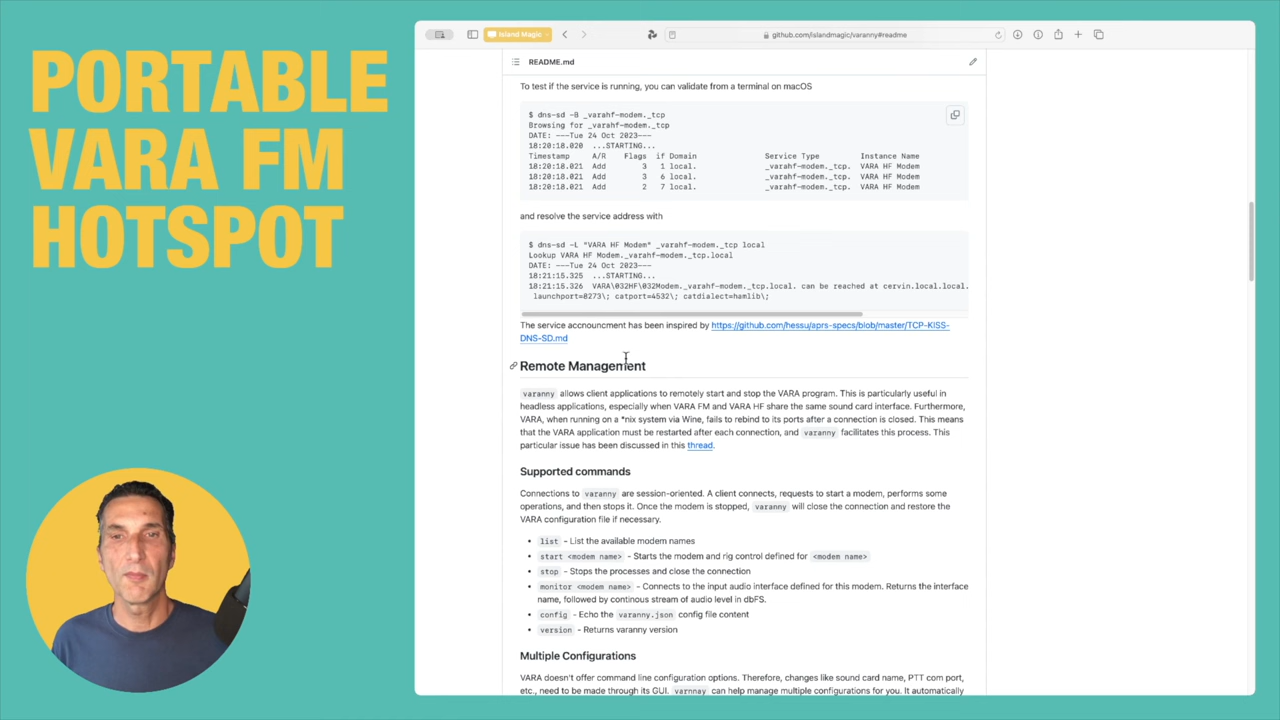 PORTABLE
VARA FM
HOTSPOT
Island Magic
github.com/islandmagic/varanny#readme
README.md
To test if the service is running, you can validate from a terminal on macOS
$ dns-sd -B _varahf-modem._tcp
Browsing for _varahf-modem._tcp
DATE: ---Tue 24 Oct 2023---
18:20:18.020 ...STARTING...
Timestamp A/R Flags if Domain Service Type Instance Name
18:20:18.021 Add 3 1 local. _varahf-modem._tcp. VARA HF Modem
18:20:18.021 Add 3 6 local. _varahf-modem._tcp. VARA HF Modem
18:20:18.021 Add 2 7 local. _varahf-modem._tcp. VARA HF Modem
and resolve the service address with
$ dns-sd -L "VARA HF Modem" _varahf-modem._tcp local
Lookup VARA HF Modem._varahf-modem._tcp.local
DATE: ---Tue 24 Oct 2023---
18:21:15.325 ...STARTING...
18:21:15.326 VARA\032HF\032Modem._varahf-modem._tcp.local. can be reached at cervin.local.local.
launchport=8273\; catport=4532\; catdialect=hamlib\;
The service accnouncment has been inspired by https://github.com/hessu/aprs-specs/blob/master/TCP-KISS-
DNS-SD.md
Remote Management
varanny allows client applications to remotely start and stop the VARA program. This is particularly useful in
headless applications, especially when VARA FM and VARA HF share the same sound card interface. Furthermore,
VARA, when running on a *nix system via Wine, fails to rebind to its ports after a connection is closed. This means
that the VARA application must be restarted after each connection, and varanny facilitates this process. This
particular issue has been discussed in this thread.
Supported commands
Connections to varanny are session-oriented. A client connects, requests to start a modem, performs some
operations, and then stops it. Once the modem is stopped, varanny will close the connection and restore the
VARA configuration file if necessary.
• list - List the available modem names
• start <modem name> - Starts the modem and rig control defined for <modem name>
• stop - Stops the processes and close the connection
• monitor <modem name> - Connects to the input audio interface defined for this modem. Returns the interface
name, followed by continous stream of audio level in dbFS.
• config - Echo the varanny.json config file content
• version - Returns varanny version
Multiple Configurations
VARA doesn't offer command line configuration options. Therefore, changes like sound card name, PTT com port,
etc., need to be made through its GUI. varnnay can help manage multiple configurations for you. It automatically